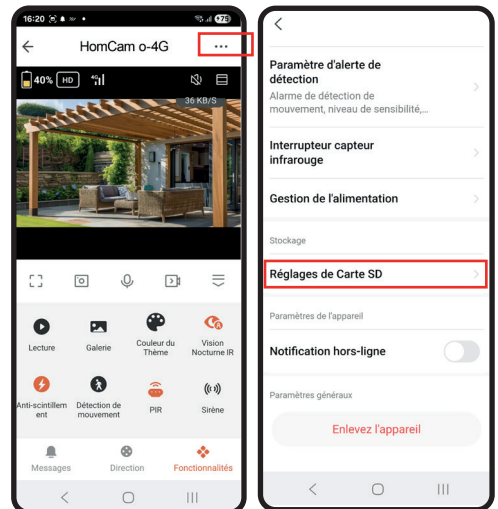 16:20
75
HomCam o-4G
...
40% HD 4G
36 KB/S
Lecture
Galerie
Couleur du
Thème
Vision
Nocturne IR
Anti-scintillem
ent
Détection de
mouvement
PIR
Sirène
Messages
Direction
Fonctionnalités
Paramètre d'alerte de
détection
Alarme de détection de
mouvement, niveau de sensibilité,...
Interrupteur capteur
infrarouge
Gestion de l'alimentation
Stockage
Réglages de Carte SD
Paramètres de l'appareil
Notification hors-ligne
Paramètres généraux
Enlevez l'appareil